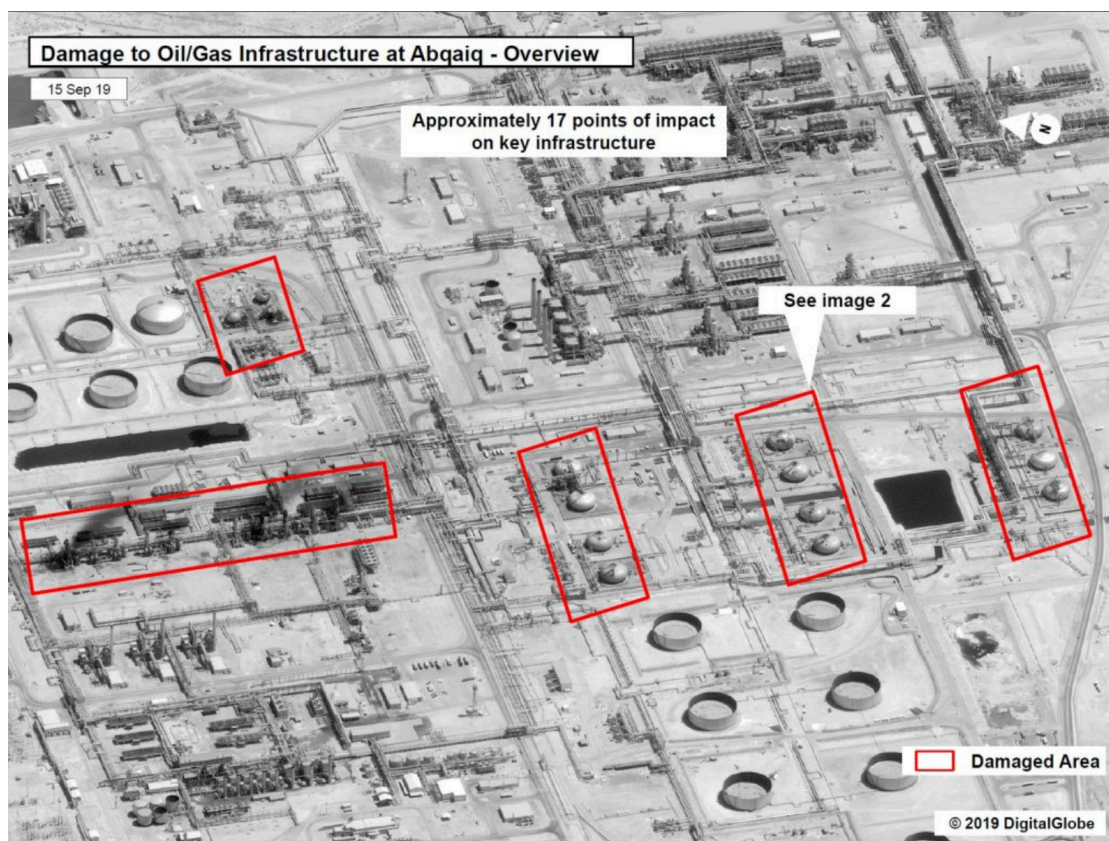 Damage to Oil/Gas Infrastructure at Abqaiq - Overview
15 Sep 19
Approximately 17 points of impact
on key infrastructure
N
See image 2
Damaged Area
© 2019 DigitalGlobe